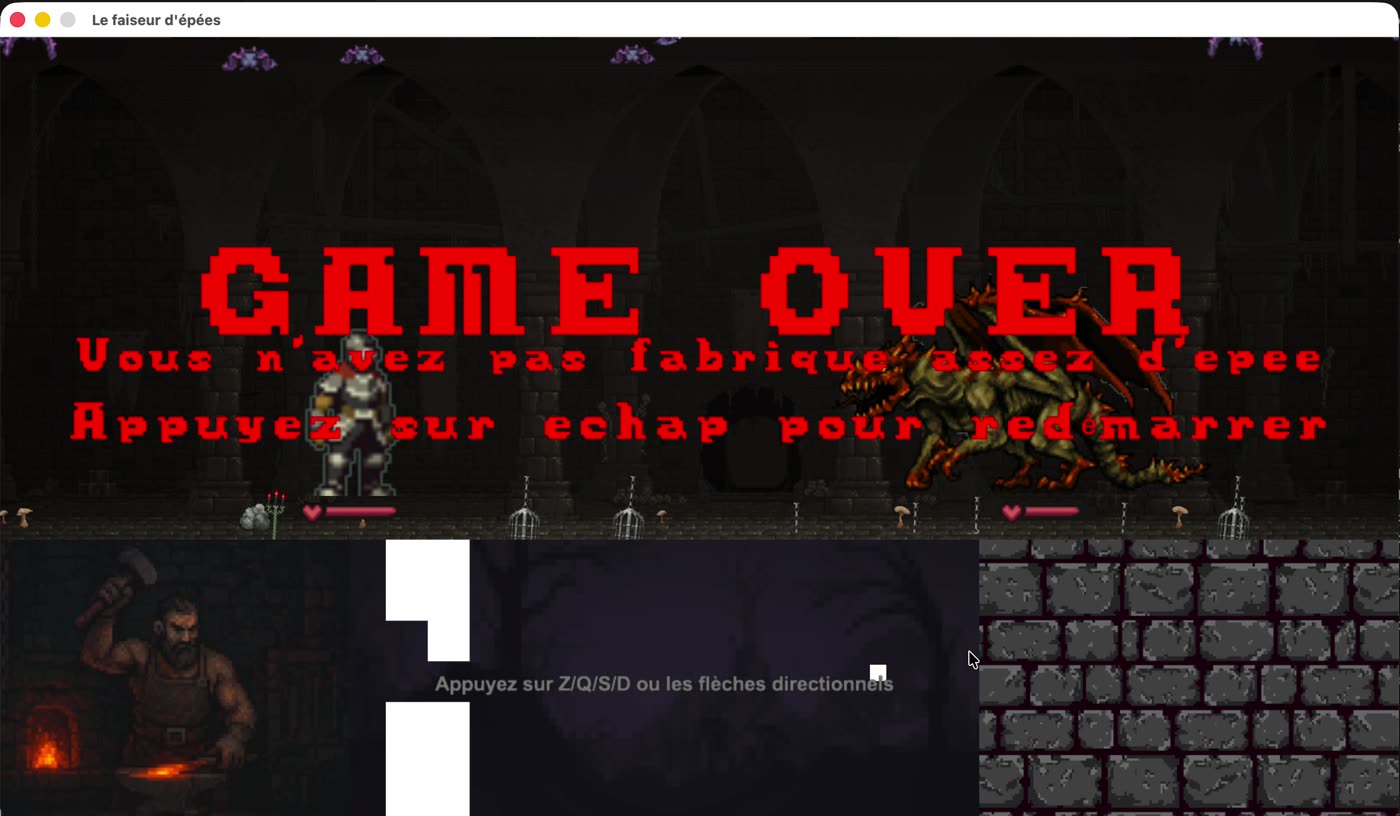 Le faiseur d'épées
GAME OVER
Vous n'avez pas fabrique assez d'epee
Appuyez sur echap pour redémarrer
Appuyez sur Z/Q/S/D ou les flèches directionnels